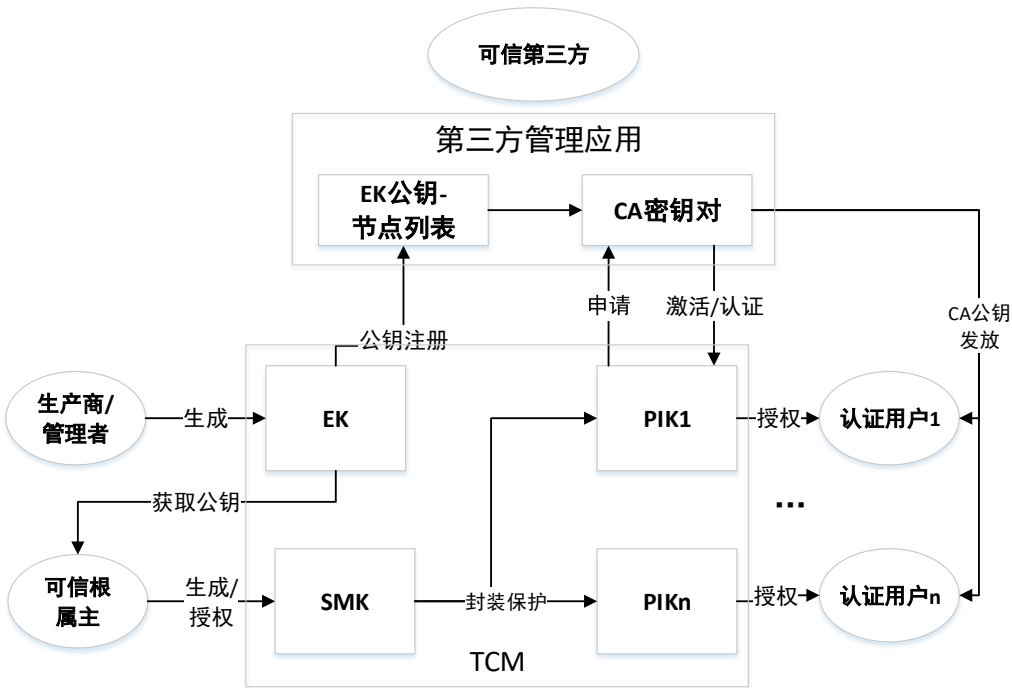 可信第三方
第三方管理应用
EK公钥-
节点列表
CA密钥对
申请
激活/认证
CA公钥
发放
公钥注册
生产商/
管理者
生成
EK
PIK1
授权
认证用户1
获取公钥
...
可信根
属主
生成/
授权
SMK
封装保护
PIKn
授权
认证用户n
TCM